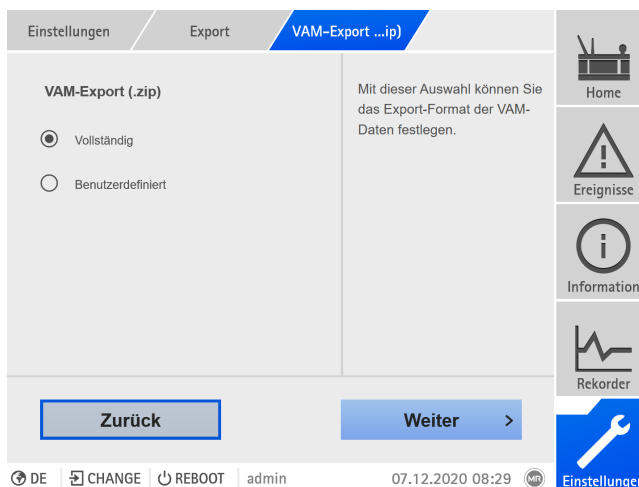 Einstellungen
Export
VAM-Export ...ip)
VAM-Export (.zip)
Vollständig
Benutzerdefiniert
Mit dieser Auswahl können Sie
das Export-Format der VAM-
Daten festlegen.
Zurück
Weiter >
DE CHANGE REBOOT admin 07.12.2020 08:29 MR
Home
Ereignisse
Information
Rekorder
Einstellungen